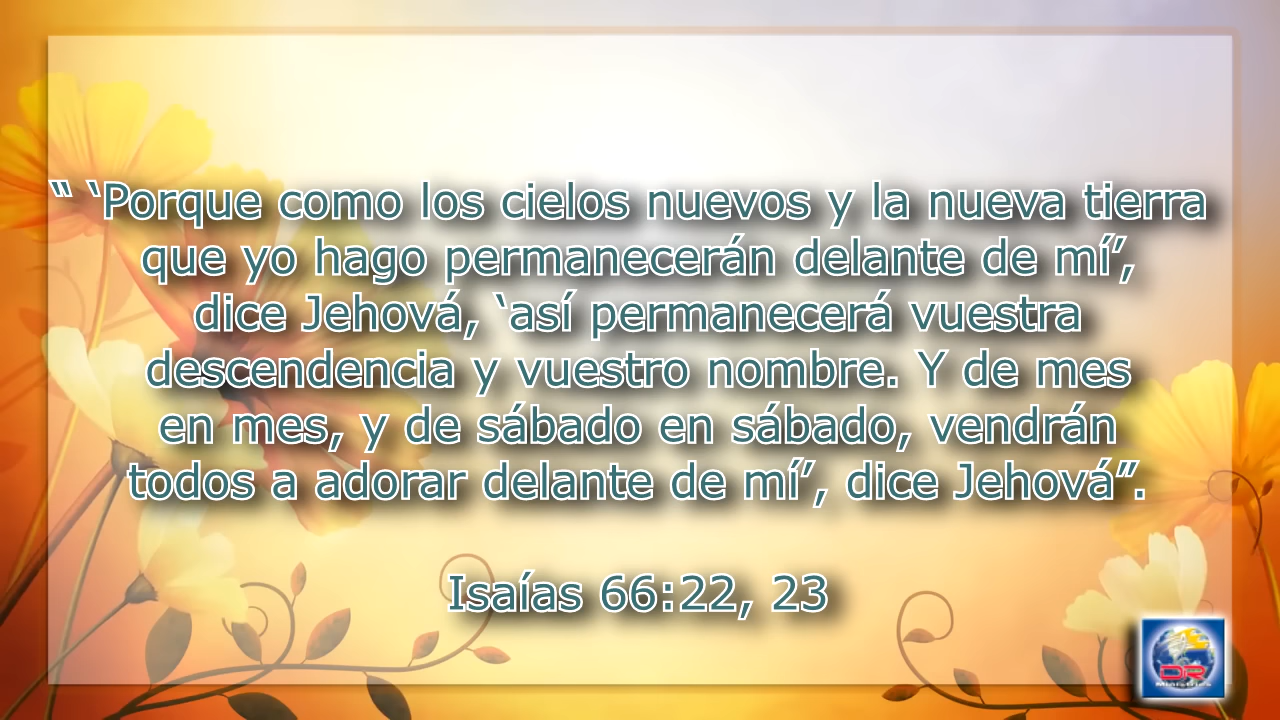 “ ‘Porque como los cielos nuevos y la nueva tierra
que yo hago permanecerán delante de mí’,
dice Jehová, ‘así permanecerá vuestra
descendencia y vuestro nombre. Y de mes
en mes, y de sábado en sábado, vendrán
todos a adorar delante de mí’, dice Jehová”.
Isaías 66:22, 23
DR
Ministries